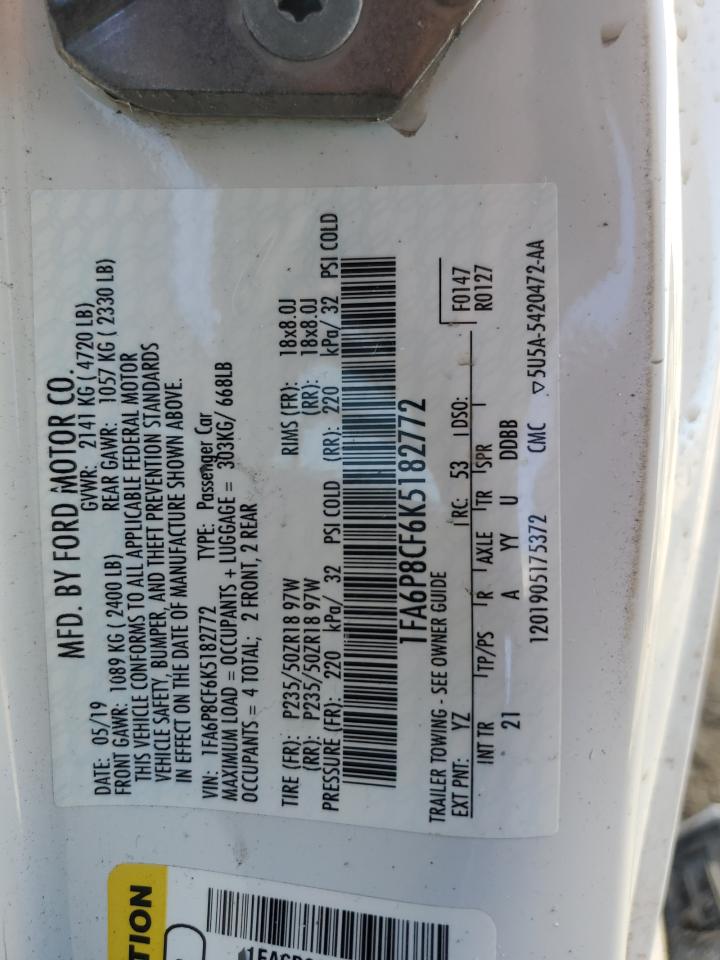 MFD. BY FORD MOTOR CO.
DATE: 05/19 GVWR: 2141 KG ( 4720 LB)
FRONT GAWR: 1089 KG ( 2400 LB) REAR GAWR: 1057 KG ( 2330 LB)
THIS VEHICLE CONFORMS TO ALL APPLICABLE FEDERAL MOTOR
VEHICLE SAFETY, BUMPER, AND THEFT PREVENTION STANDARDS
IN EFFECT ON THE DATE OF MANUFACTURE SHOWN ABOVE.
VIN: 1FA6P8CF6K5182772 TYPE: Passenger Car
MAXIMUM LOAD = OCCUPANTS + LUGGAGE = 303KG/ 668LB
OCCUPANTS = 4 TOTAL; 2 FRONT, 2 REAR
TIRE (FR): P235/50ZR18 97W RIMS (FR): 18x8.0J
(RR): P235/50ZR18 97W (RR): 18x8.0J
PRESSURE (FR): 220 kPa/ 32 PSI COLD (RR): 220 kPa/ 32 PSI COLD
1FA6P8CF6K5182772
TRAILER TOWING - SEE OWNER GUIDE F0147
EXT PNT: YZ RC: 53 DSO: R0127
INT TR TP/PS R AXLE TR SPR
21 A YY U DDBB
1201905175372 CMC ▽5U5A-5420472-AA
TION